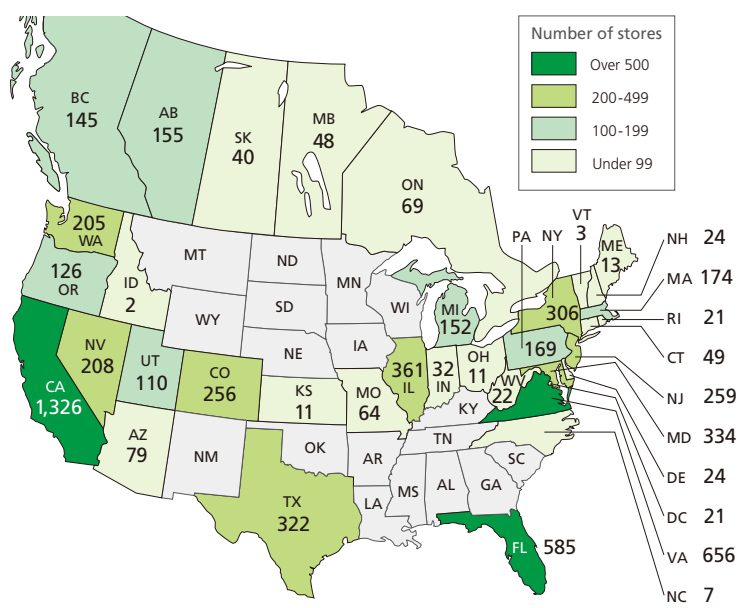 Number of stores
Over 500
200-499
100-199
Under 99
BC
145
AB
155
SK
40
MB
48
ON
69
205
WA
126
OR
ID
2
MT
ND
MN
WI
SD
WY
NE
IA
MI
152
VT
3
PA
NY
306
169
ME
13
NH 24
MA 174
RI 21
CT 49
NJ 259
MD 334
DE 24
DC 21
VA 656
NC 7
CA
1,326
NV
208
UT
110
CO
256
KS
11
MO
64
361
IL
32
IN
OH
11
WV
22
KY
AZ
79
NM
OK
AR
TN
SC
TX
322
LA
MS
AL
GA
FL 585